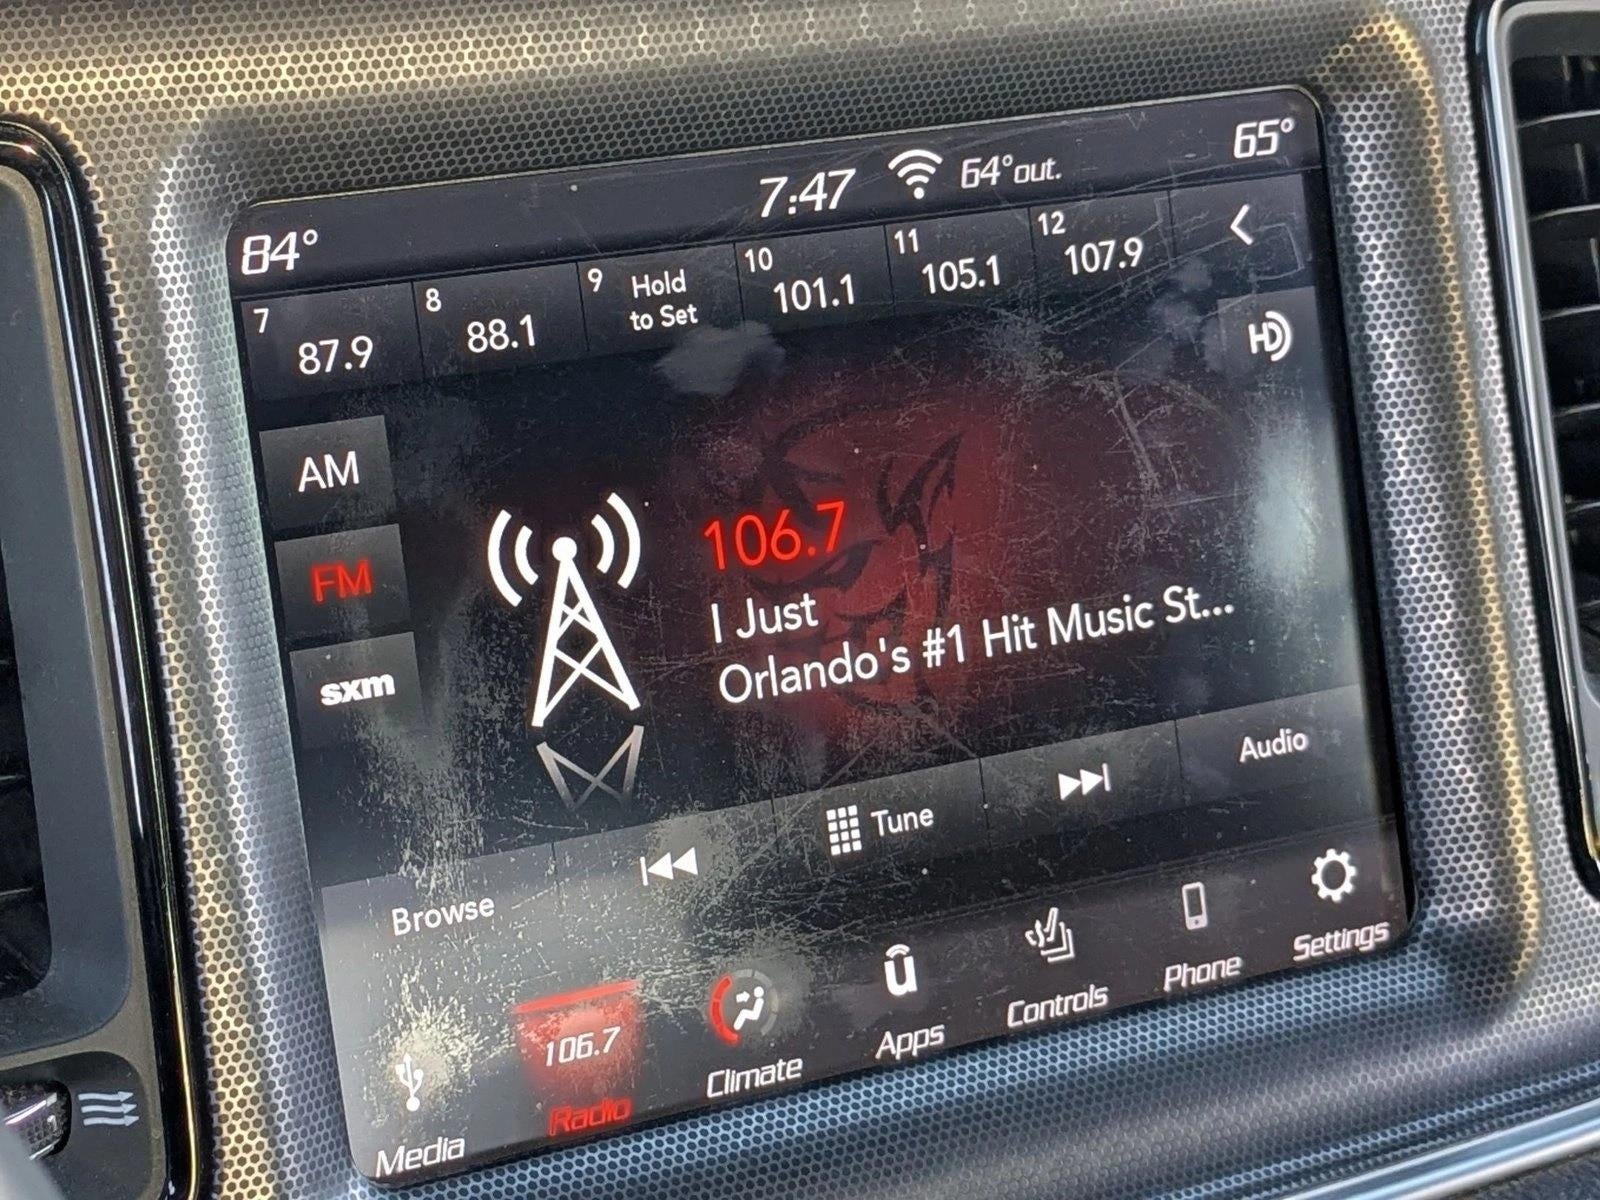 84°
7:47
64°out.
65°
7
87.9
8
88.1
9
Hold
to Set
10
101.1
11
105.1
12
107.9
HD
AM
FM
sxm
106.7
I Just
Orlando's #1 Hit Music St...
Browse
Tune
Audio
Media
106.7
Radio
Climate
ū
Apps
Controls
Phone
Settings